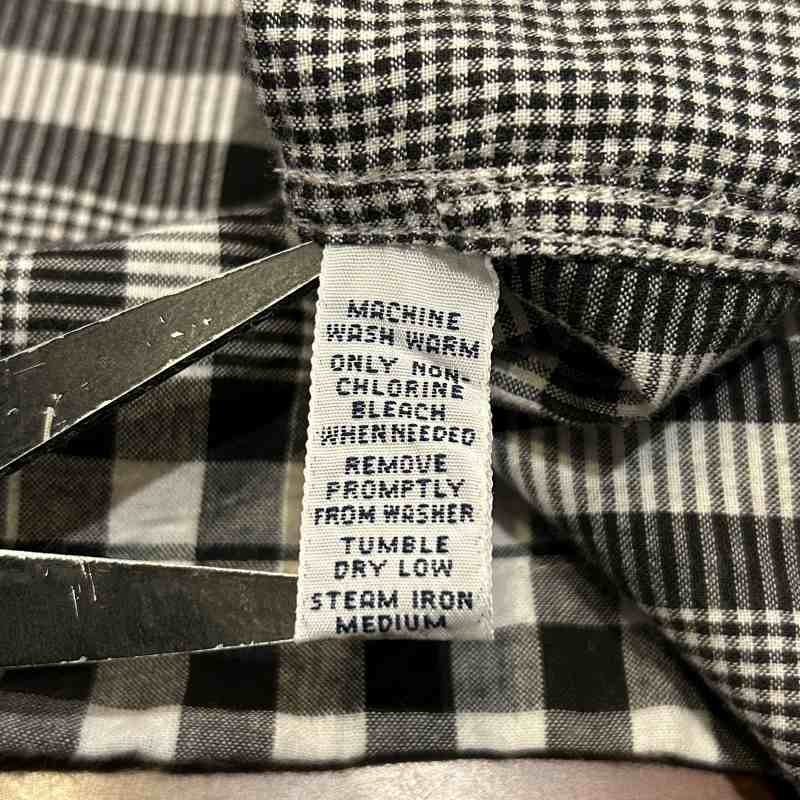 MACHINE
WASH WARM
ONLY NON-
CHLORINE
BLEACH
WHEN NEEDED
REMOVE
PROMPTLY
FROM WASHER
TUMBLE
DRY LOW
STEAM IRON
MEDIUM